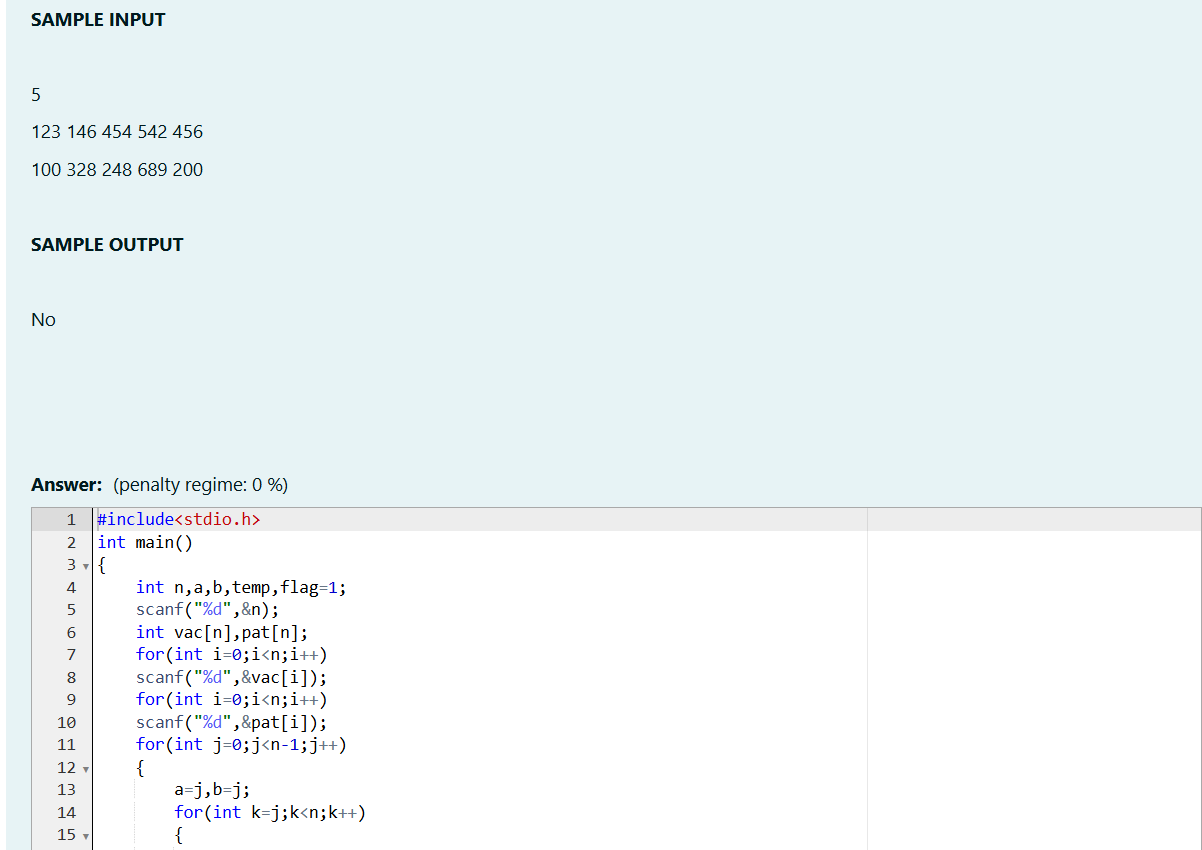 SAMPLE INPUT
5
123 146 454 542 456
100 328 248 689 200
SAMPLE OUTPUT
No
Answer: (penalty regime: 0 %)
1 #include<stdio.h>
2 int main()
3 {
4 int n,a,b,temp,flag=1;
5 scanf("%d",&n);
6 int vac[n],pat[n];
7 for(int i=0;i<n;i++)
8 scanf("%d",&vac[i]);
9 for(int i=0;i<n;i++)
10 scanf("%d",&pat[i]);
11 for(int j=0;j<n-1;j++)
12 {
13 a=j,b=j;
14 for(int k=j;k<n;k++)
15 {